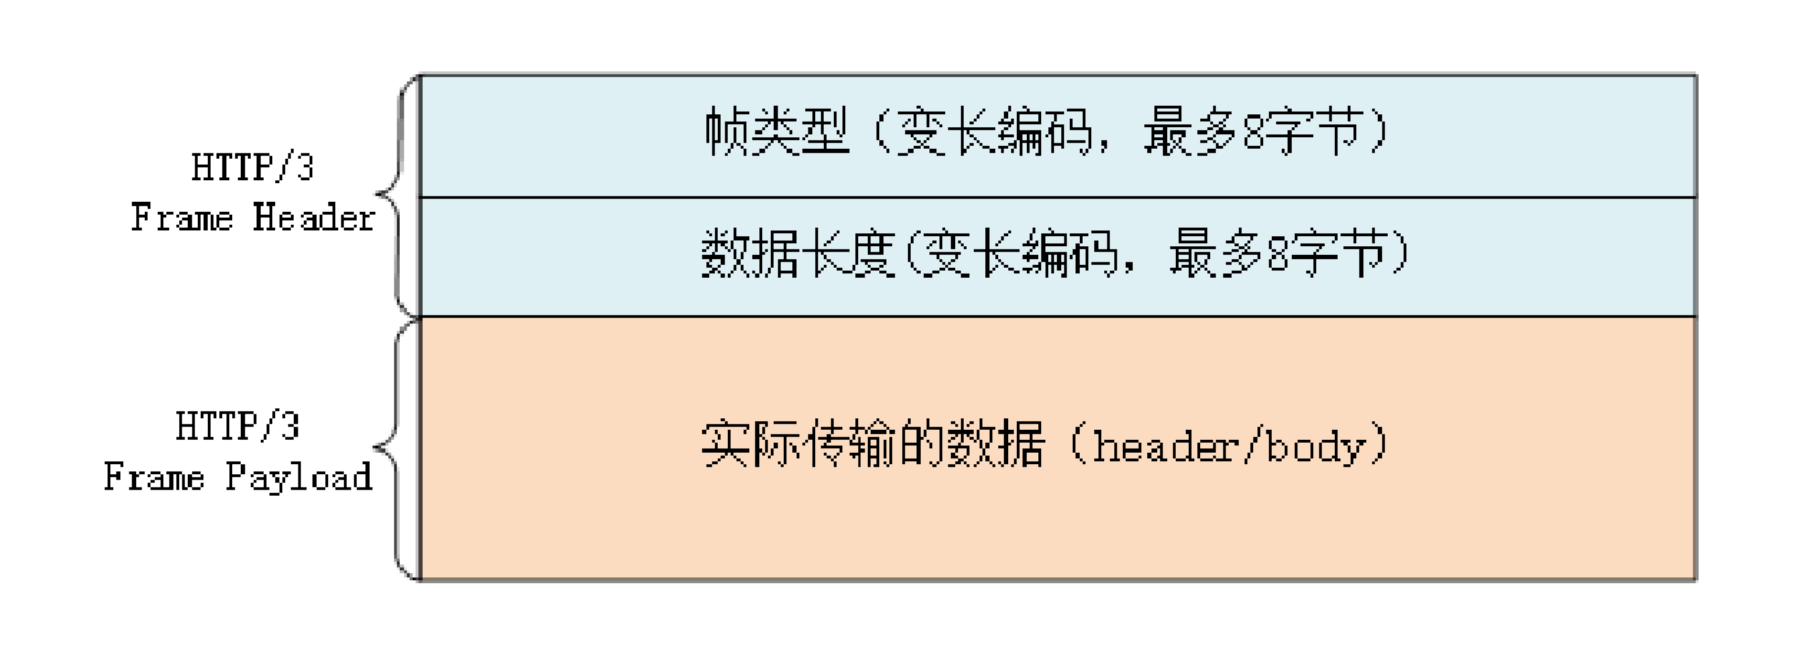 HTTP/3
Frame Header
帧类型（变长编码，最多8字节）
数据长度(变长编码，最多8字节)
HTTP/3
Frame Payload
实际传输的数据（header/body）